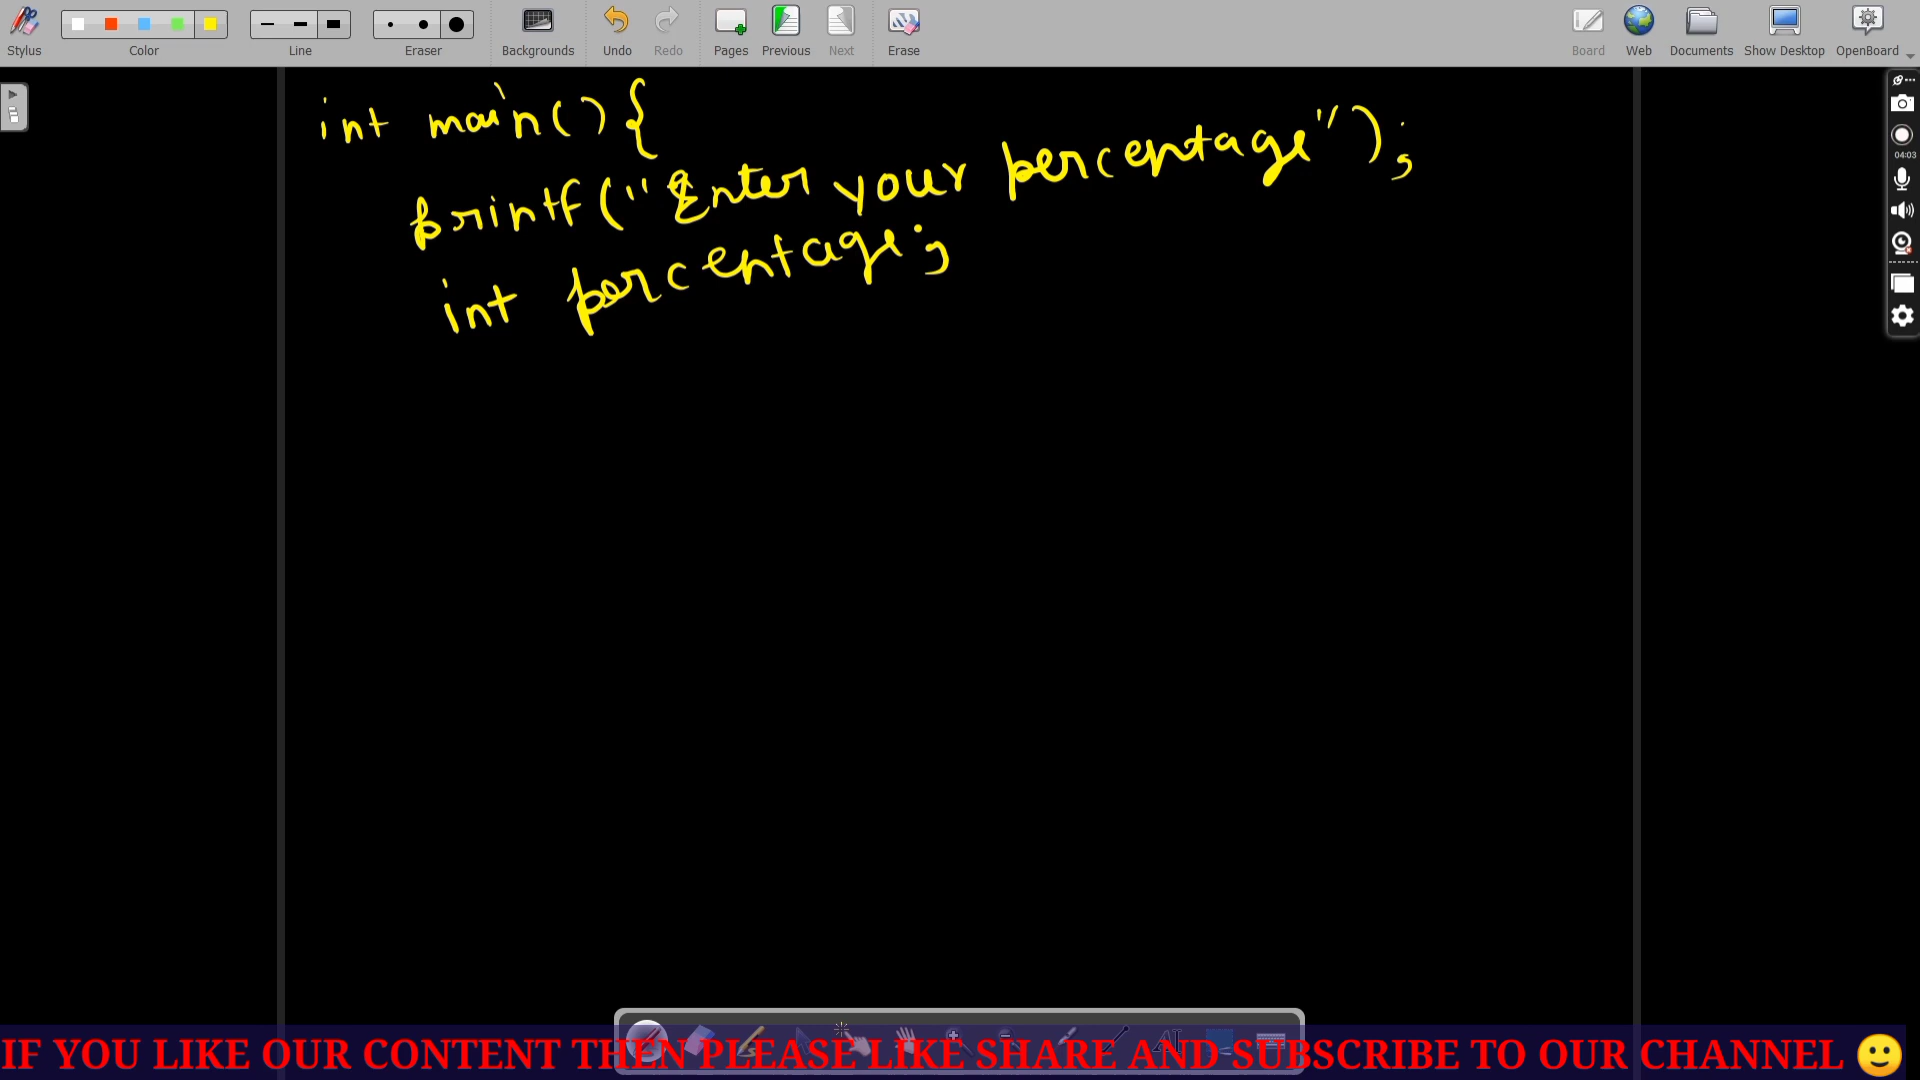 Stylus Color Line Eraser Backgrounds Undo Redo Pages Previous Next Erase Board Web Documents Show Desktop OpenBoard
int main(){
printf("Enter your percentage");
int percentage;
04:03
IF YOU LIKE OUR CONTENT THEN PLEASE LIKE SHARE AND SUBSCRIBE TO OUR CHANNEL 🙂